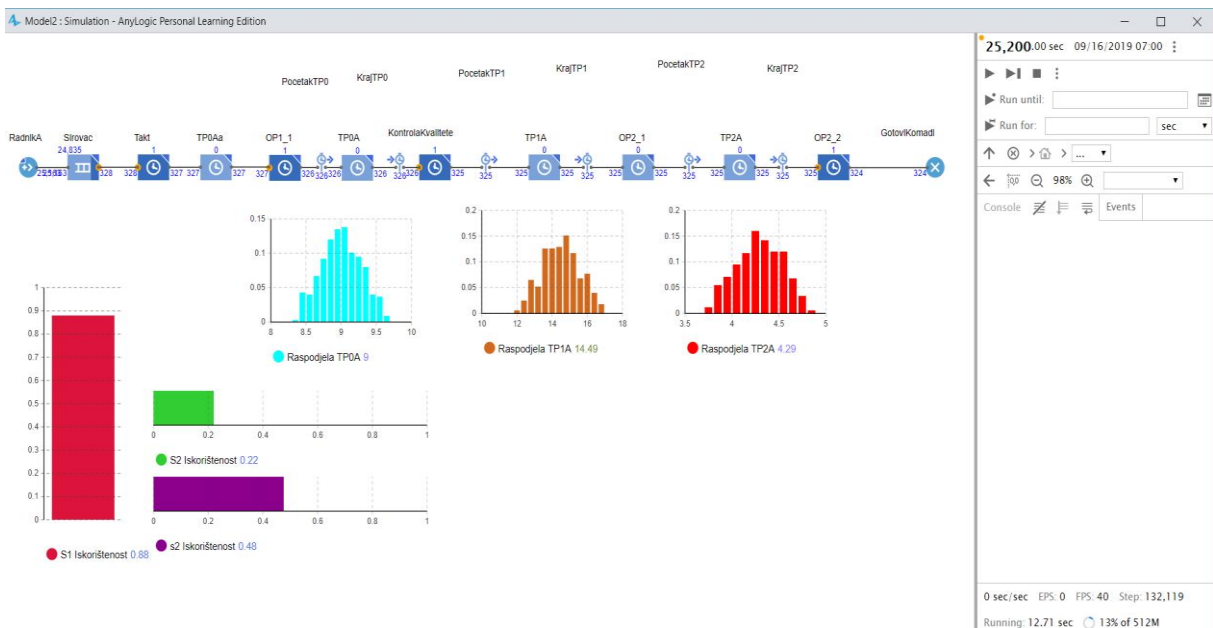 Model2 : Simulation - AnyLogic Personal Learning Edition
25,200.00 sec 09/16/2019 07:00
Run until:
Run for: sec
...
98%
Console Events
PocetakTP0 KrajTP0 PocetakTP1 KrajTP1 PocetakTP2 KrajTP2
RadnikA Sirovac Takt TP0Aa OP1_1 TP0A KontrolaKvalitete TP1A OP2_1 TP2A OP2_2 GotoviKomadi
24,835 1 0 1 0 1 0 0 0 1
328 328 327 327 327 327 326 326 326 326 326 325 325 325 325 325 325 325 325 325 325 324 324
0.15
0.1
0.05
0
8 8.5 9 9.5 10
Raspodjela TP0A 9
0.2
0.15
0.1
0.05
0
10 12 14 16 18
Raspodjela TP1A 14.49
0.2
0.15
0.1
0.05
0
3.5 4 4.5 5
Raspodjela TP2A 4.29
1
0.9
0.8
0.7
0.6
0.5
0.4
0.3
0.2
0.1
0
S1 Iskorištenost 0.88
0 0.2 0.4 0.6 0.8 1
S2 Iskorištenost 0.22
0 0.2 0.4 0.6 0.8 1
s2 Iskorištenost 0.48
0 sec/sec EPS: 0 FPS: 40 Step: 132,119
Running: 12.71 sec 13% of 512M